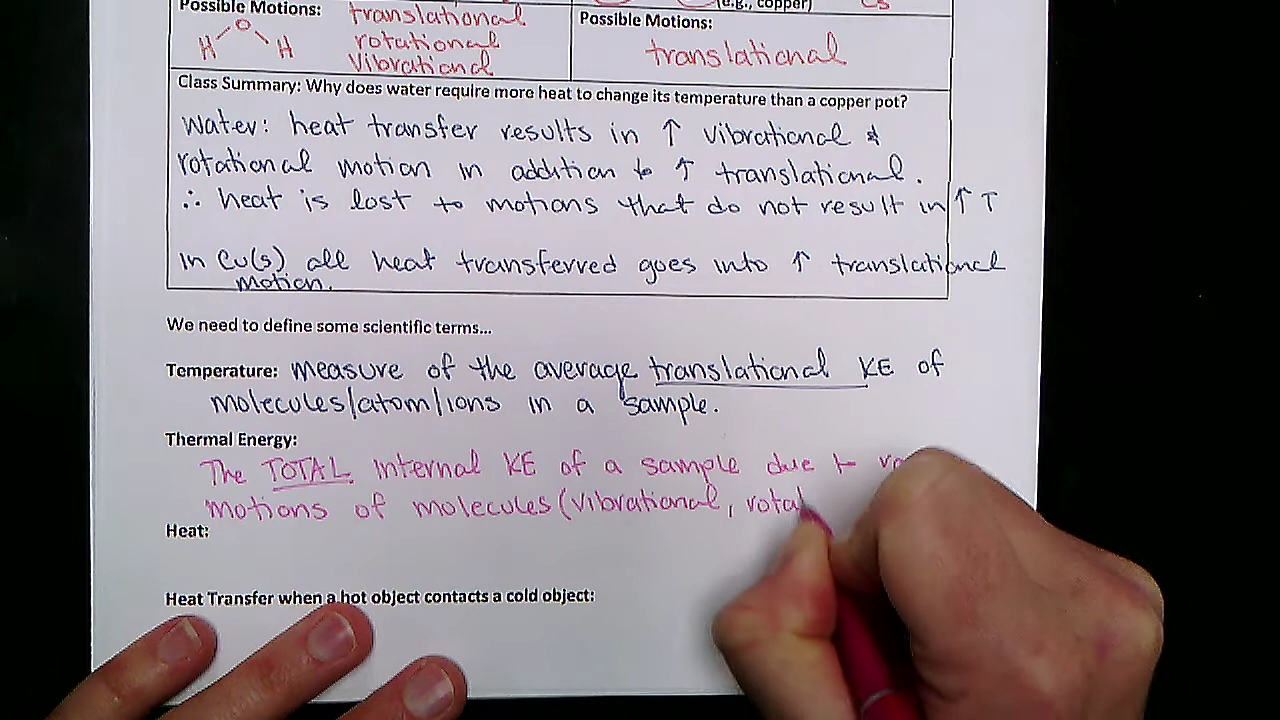 Possible Motions: translational (e.g., copper) Cs
H O H rotational Possible Motions:
vibrational translational
Class Summary: Why does water require more heat to change its temperature than a copper pot?
Water: heat transfer results in ↑ vibrational &
rotational motion in addition to ↑ translational.
∴ heat is lost to motions that do not result in ↑ T
In Cu(s) all heat transferred goes into ↑ translational
motion.
We need to define some scientific terms...
Temperature: measure of the average translational KE of
molecules/atom/ions in a sample.
Thermal Energy:
The TOTAL internal KE of a sample due to
motions of molecules (vibrational, rotat
Heat:
Heat Transfer when a hot object contacts a cold object: